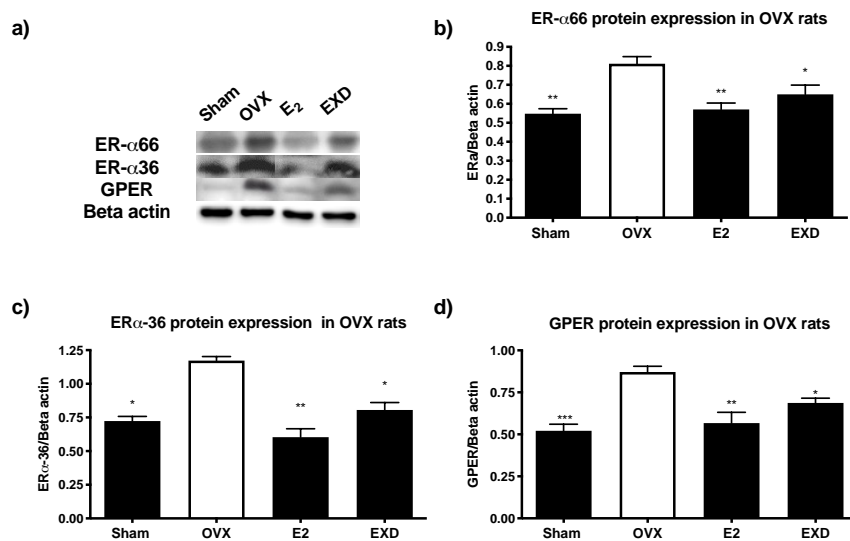 a)
Sham OVX E2 EXD
ER-α66
ER-α36
GPER
Beta actin
b)
ER-α66 protein expression in OVX rats
ERa/Beta actin
0.9
0.8
0.7
0.6
0.5
0.4
0.3
0.2
0.1
0.0
** ** *
Sham OVX E2 EXD
c)
ERα-36 protein expression in OVX rats
ERα-36/Beta actin
1.25
1.00
0.75
0.50
0.25
0.00
* ** *
Sham OVX E2 EXD
d)
GPER protein expression in OVX rats
GPER/Beta actin
1.00
0.75
0.50
0.25
0.00
*** ** *
Sham OVX E2 EXD